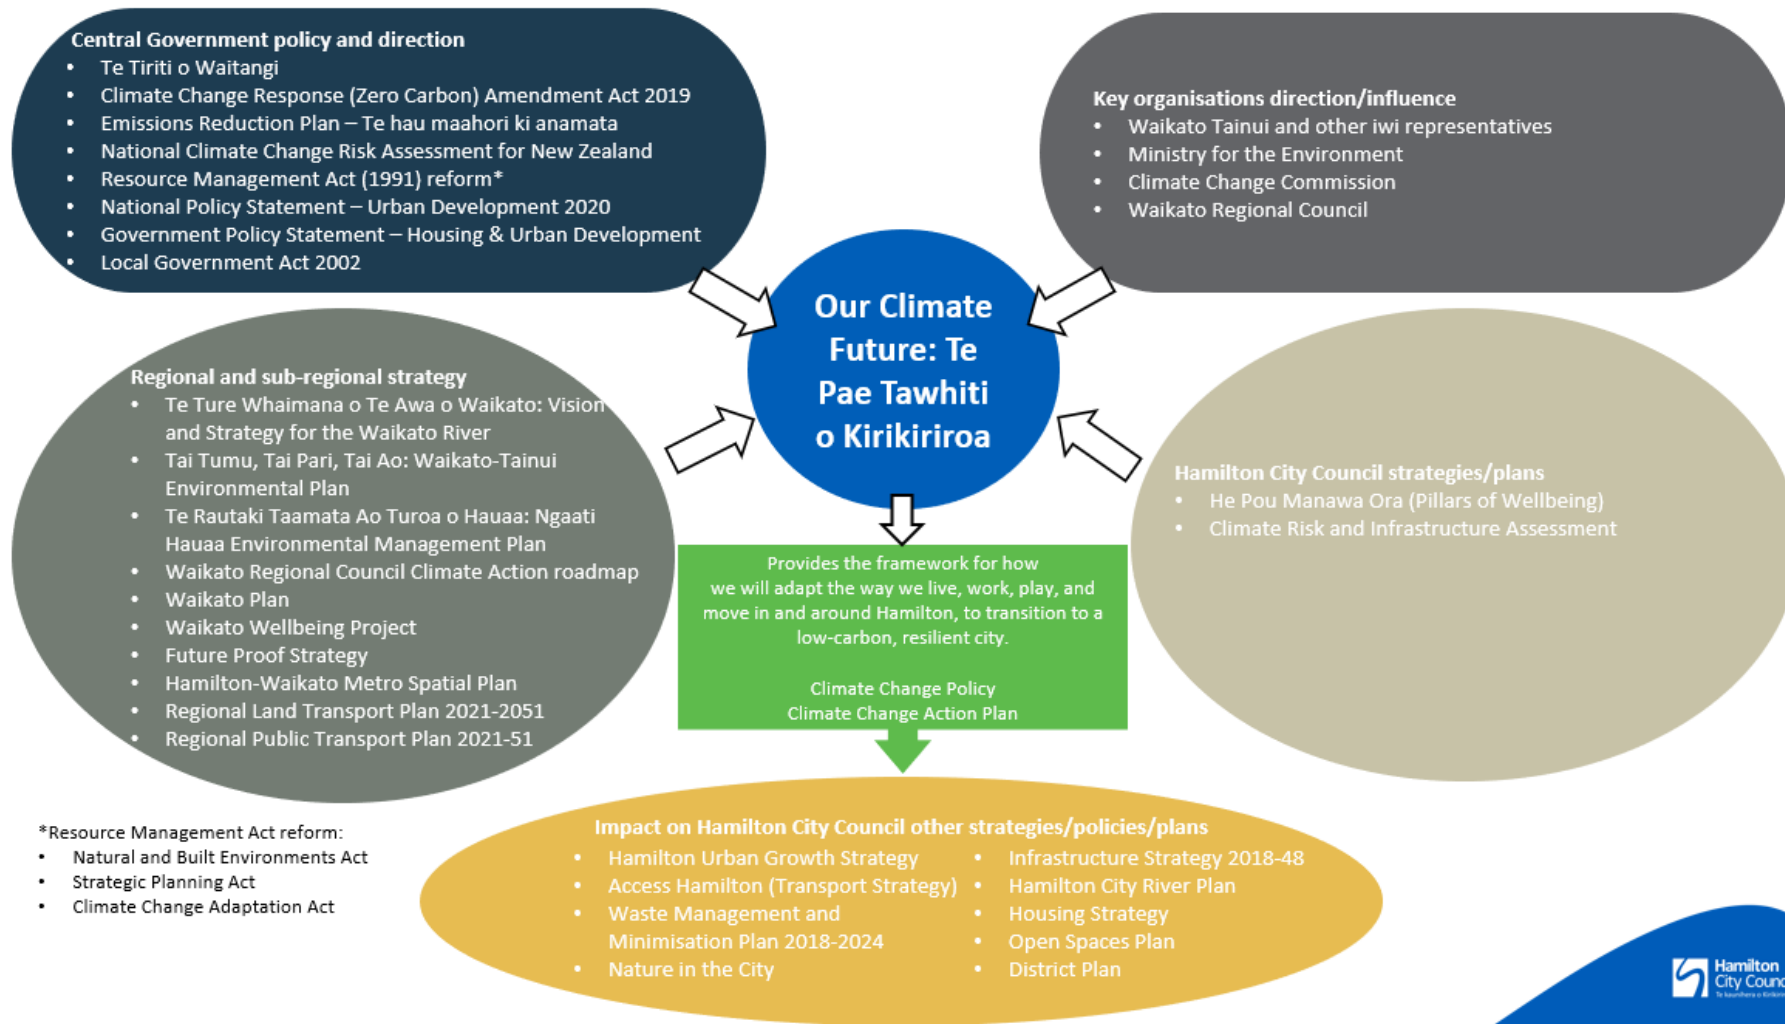 Central Government policy and direction
• Te Tiriti o Waitangi
• Climate Change Response (Zero Carbon) Amendment Act 2019
• Emissions Reduction Plan – Te hau maahori ki anamata
• National Climate Change Risk Assessment for New Zealand
• Resource Management Act (1991) reform*
• National Policy Statement – Urban Development 2020
• Government Policy Statement – Housing & Urban Development
• Local Government Act 2002
Key organisations direction/influence
• Waikato Tainui and other iwi representatives
• Ministry for the Environment
• Climate Change Commission
• Waikato Regional Council
Our Climate
Future: Te
Pae Tawhiti
o Kirikiriroa
Regional and sub-regional strategy
• Te Ture Whaimana o Te Awa o Waikato: Vision
and Strategy for the Waikato River
• Tai Tumu, Tai Pari, Tai Ao: Waikato-Tainui
Environmental Plan
• Te Rautaki Taamata Ao Turoa o Hauaa: Ngaati
Hauaa Environmental Management Plan
• Waikato Regional Council Climate Action roadmap
• Waikato Plan
• Waikato Wellbeing Project
• Future Proof Strategy
• Hamilton-Waikato Metro Spatial Plan
• Regional Land Transport Plan 2021-2051
• Regional Public Transport Plan 2021-51
Hamilton City Council strategies/plans
• He Pou Manawa Ora (Pillars of Wellbeing)
• Climate Risk and Infrastructure Assessment
Provides the framework for how
we will adapt the way we live, work, play, and
move in and around Hamilton, to transition to a
low-carbon, resilient city.
Climate Change Policy
Climate Change Action Plan
*Resource Management Act reform:
• Natural and Built Environments Act
• Strategic Planning Act
• Climate Change Adaptation Act
Impact on Hamilton City Council other strategies/policies/plans
• Hamilton Urban Growth Strategy
• Access Hamilton (Transport Strategy)
• Waste Management and
Minimisation Plan 2018-2024
• Nature in the City
• Infrastructure Strategy 2018-48
• Hamilton City River Plan
• Housing Strategy
• Open Spaces Plan
• District Plan
Hamilton
City Counc
Te kaunihera o